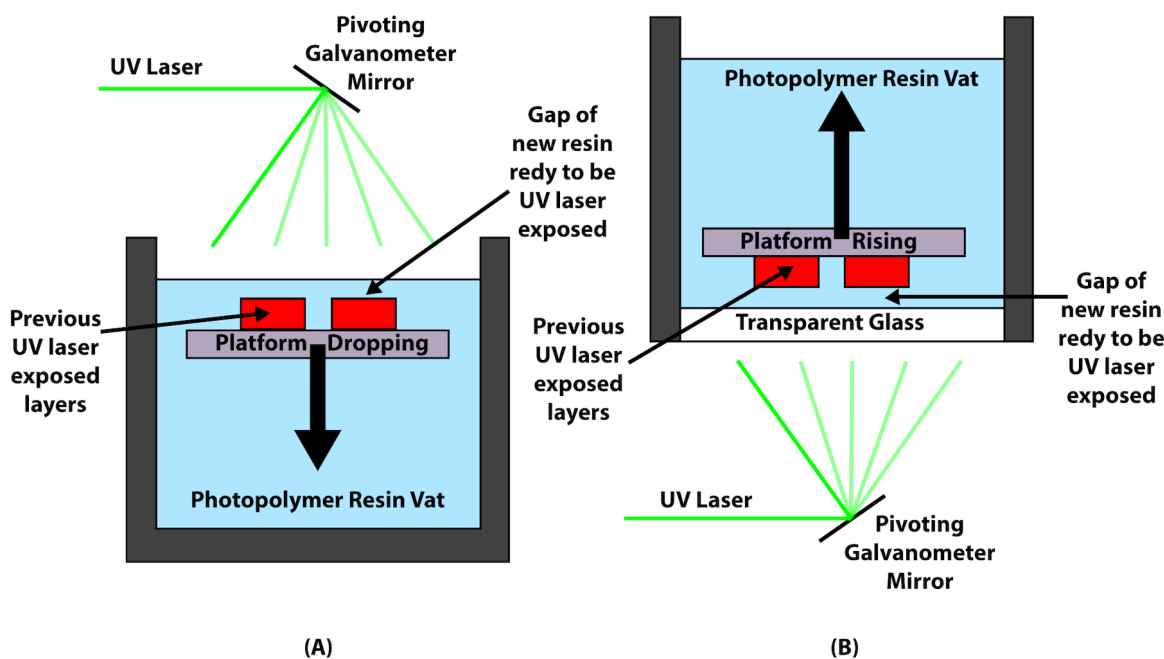 Pivoting
Galvanometer
Mirror
UV Laser
Gap of
new resin
redy to be
UV laser
exposed
Previous
UV laser
exposed
layers
Platform Dropping
Photopolymer Resin Vat
(A)
Photopolymer Resin Vat
Platform Rising
Gap of
new resin
redy to be
UV laser
exposed
Transparent Glass
Previous
UV laser
exposed
layers
UV Laser
Pivoting
Galvanometer
Mirror
(B)